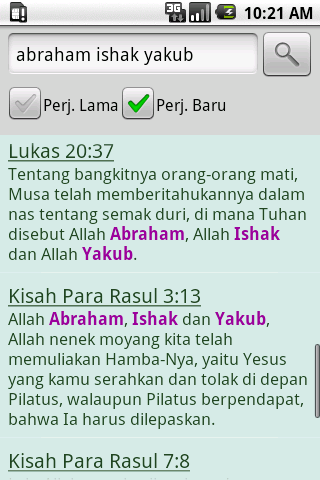 3G 10:21 AM
abraham ishak yakub
Perj. Lama Perj. Baru
Lukas 20:37
Tentang bangkitnya orang-orang mati,
Musa telah memberitahukannya dalam
nas tentang semak duri, di mana Tuhan
disebut Allah Abraham, Allah Ishak
dan Allah Yakub.
Kisah Para Rasul 3:13
Allah Abraham, Ishak dan Yakub,
Allah nenek moyang kita telah
memuliakan Hamba-Nya, yaitu Yesus
yang kamu serahkan dan tolak di depan
Pilatus, walaupun Pilatus berpendapat,
bahwa Ia harus dilepaskan.
Kisah Para Rasul 7:8